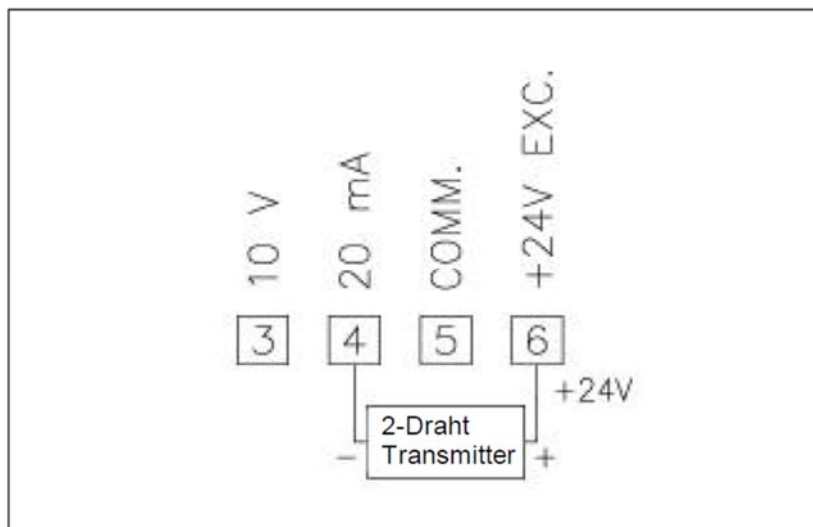 10 V
20 mA
COMM.
+24V EXC.
3
4
5
6
+24V
2-Draht
Transmitter
-
+